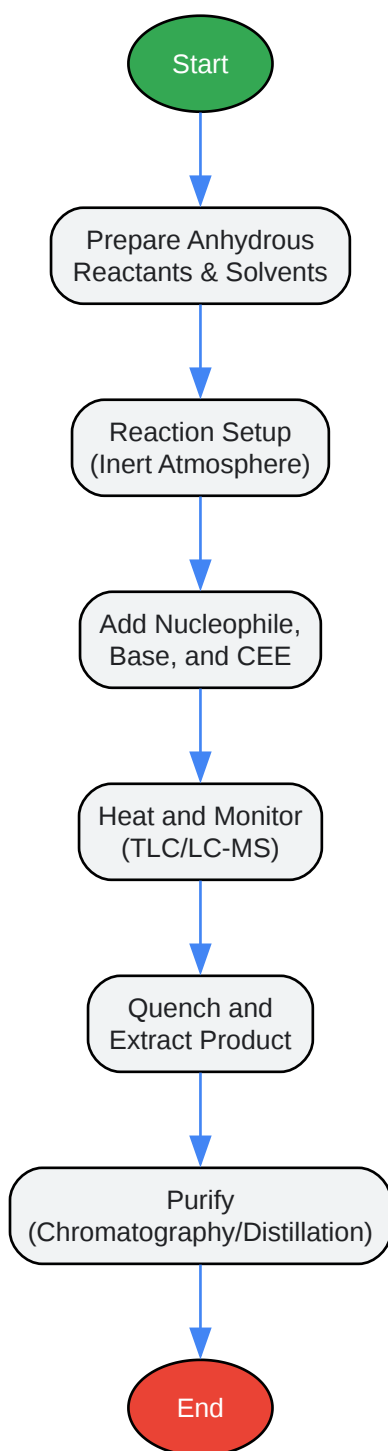 Start
Prepare Anhydrous
Reactants & Solvents
Reaction Setup
(Inert Atmosphere)
Add Nucleophile,
Base, and CEE
Heat and Monitor
(TLC/LC-MS)
Quench and
Extract Product
Purify
(Chromatography/Distillation)
End